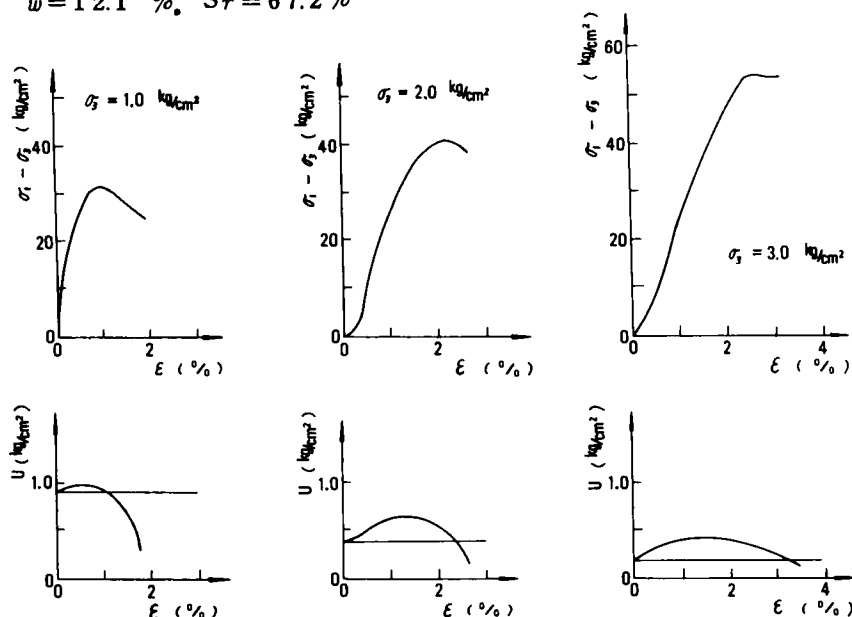 w=12.1 %。 Sr=67.2%
σ₁ - σ₃ (kg/cm²)
40
20
0
σ₃ = 1.0 kg/cm²
0
2
ε (%)
σ₁ - σ₃ (kg/cm²)
40
20
0
σ₃ = 2.0 kg/cm²
0
2
ε (%)
σ₁ - σ₃ (kg/cm²)
60
40
20
0
σ₃ = 3.0 kg/cm²
0
2
4
ε (%)
U (kg/cm²)
1.0
0
0
2
ε (%)
U (kg/cm²)
1.0
0
0
2
ε (%)
U (kg/cm²)
1.0
0
0
2
4
ε (%)